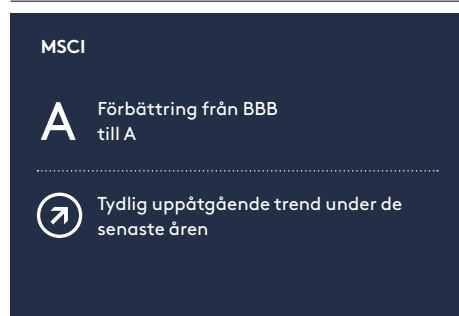 MSCI
A
Förbättring från BBB
till A
Tydlig uppåtgående trend under de
senaste åren